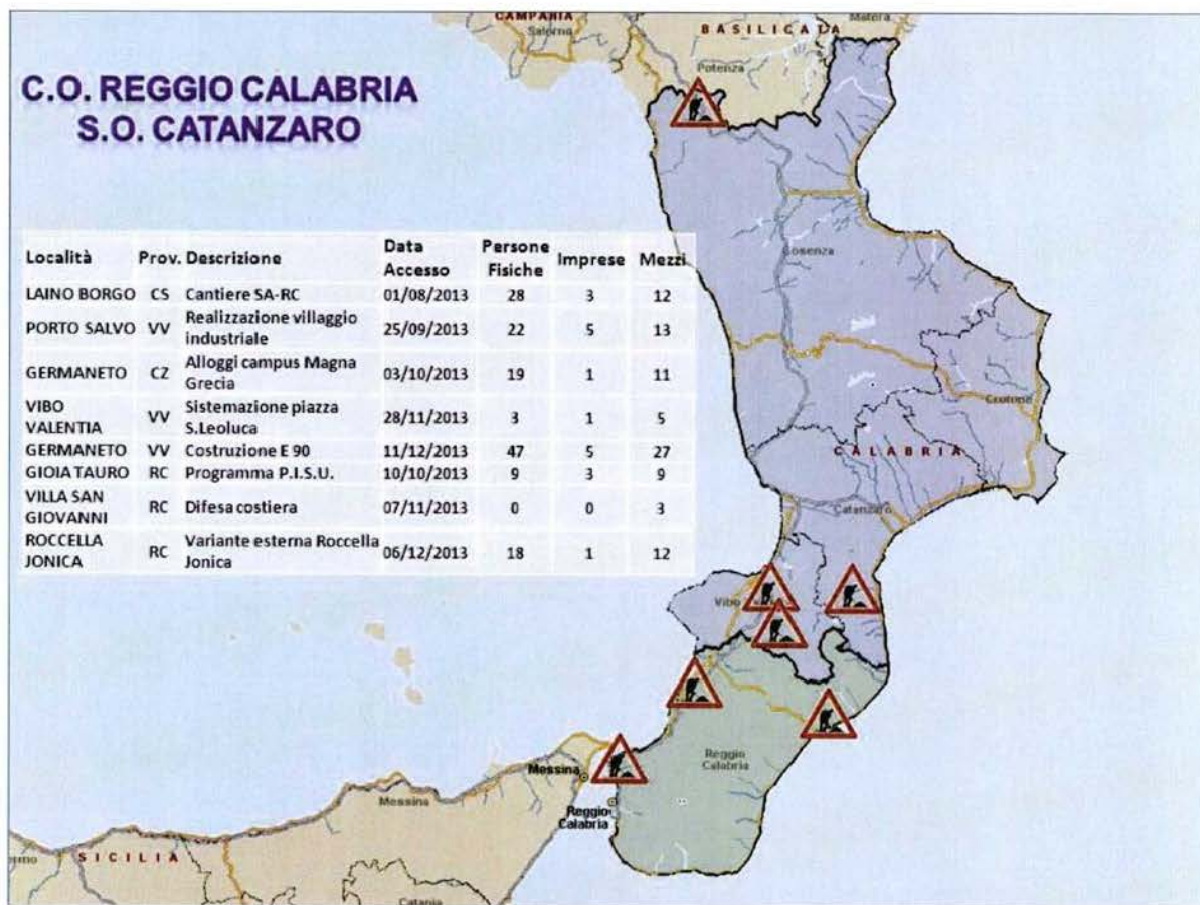 CAMPANIA
Salerno
BASILICATA
Matera
Potenza
C.O. REGGIO CALABRIA
S.O. CATANZARO
Località Prov. Descrizione Data Accesso Persone Fisiche Imprese Mezzi
LAINO BORGO CS Cantiere SA-RC 01/08/2013 28 3 12
PORTO SALVO VV Realizzazione villaggio industriale 25/09/2013 22 5 13
GERMANETO CZ Alloggi campus Magna Grecia 03/10/2013 19 1 11
VIBO VALENTIA VV Sistemazione piazza S.Leoluca 28/11/2013 3 1 5
GERMANETO VV Costruzione E 90 11/12/2013 47 5 27
GIOIA TAURO RC Programma P.I.S.U. 10/10/2013 9 3 9
VILLA SAN GIOVANNI RC Difesa costiera 07/11/2013 0 0 3
ROCCELLA JONICA RC Variante esterna Roccella Jonica 06/12/2013 18 1 12
Cosenza
Crotone
CALABRIA
Catanzaro
Vibo
Reggio
Calabria
Messina
Messina
Reggio
Calabria
SICILIA
Catania